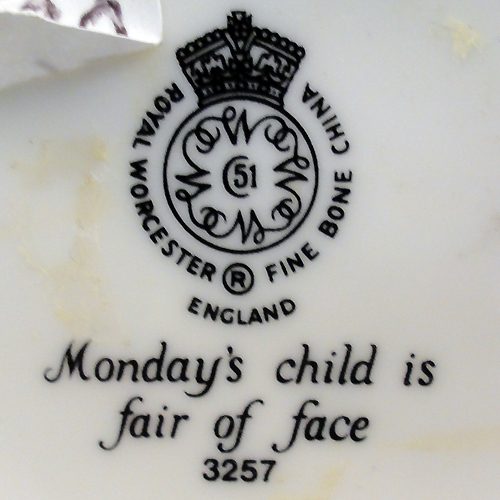 ROYAL WORCESTER ® FINE BONE CHINA
51
ENGLAND
Monday's child is
fair of face
3257